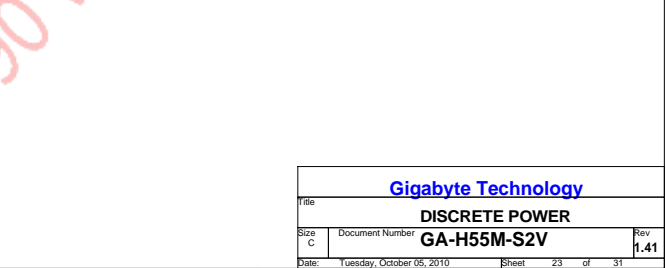 Gigabyte Technology
Title
DISCRETE POWER
Size Document Number Rev
C GA-H55M-S2V 1.41
Date: Tuesday, October 05, 2010 Sheet 23 of 31